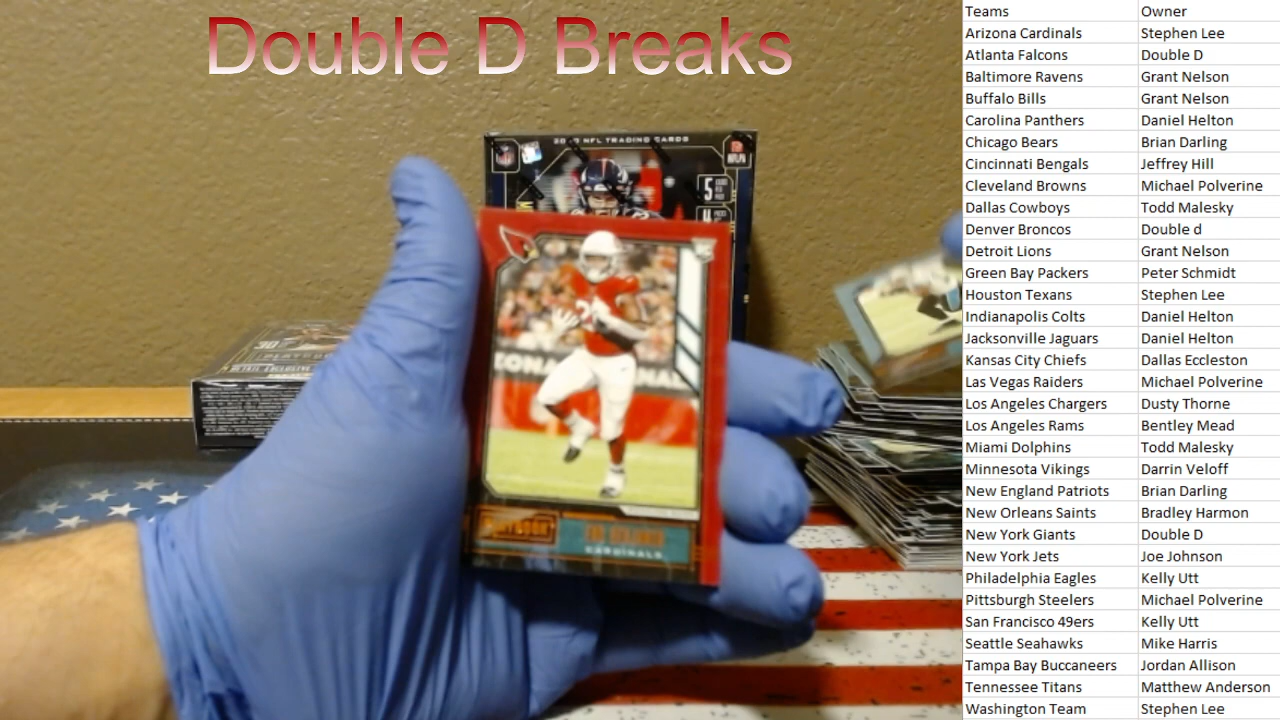 Double D Breaks
NFL TRADING CARDS
5
4
30
CARDINALS
Teams Owner
Arizona Cardinals Stephen Lee
Atlanta Falcons Double D
Baltimore Ravens Grant Nelson
Buffalo Bills Grant Nelson
Carolina Panthers Daniel Helton
Chicago Bears Brian Darling
Cincinnati Bengals Jeffrey Hill
Cleveland Browns Michael Polverine
Dallas Cowboys Todd Malesky
Denver Broncos Double d
Detroit Lions Grant Nelson
Green Bay Packers Peter Schmidt
Houston Texans Stephen Lee
Indianapolis Colts Daniel Helton
Jacksonville Jaguars Daniel Helton
Kansas City Chiefs Dallas Eccleston
Las Vegas Raiders Michael Polverine
Los Angeles Chargers Dusty Thorne
Los Angeles Rams Bentley Mead
Miami Dolphins Todd Malesky
Minnesota Vikings Darrin Veloff
New England Patriots Brian Darling
New Orleans Saints Bradley Harmon
New York Giants Double D
New York Jets Joe Johnson
Philadelphia Eagles Kelly Utt
Pittsburgh Steelers Michael Polverine
San Francisco 49ers Kelly Utt
Seattle Seahawks Mike Harris
Tampa Bay Buccaneers Jordan Allison
Tennessee Titans Matthew Anderson
Washington Team Stephen Lee